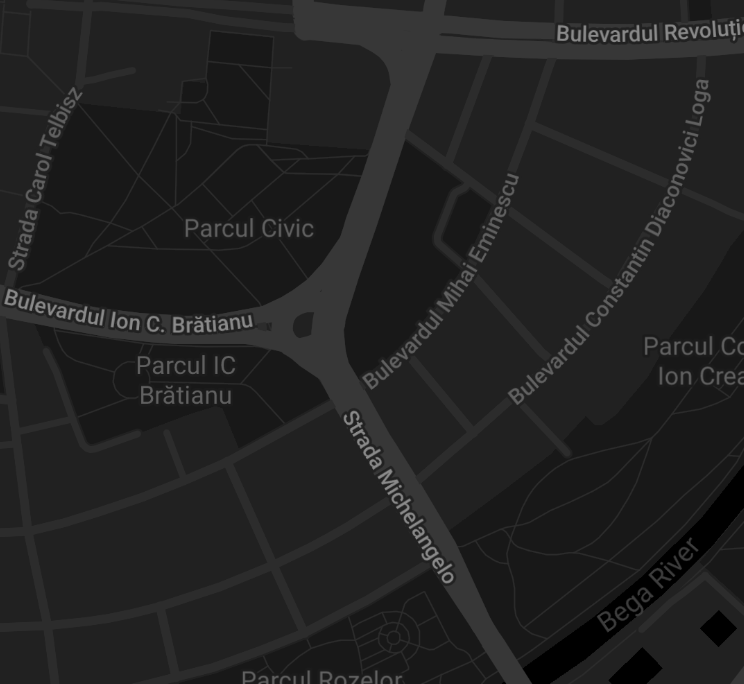 Bulevardul Revoluție
Strada Carol Telbisz
Bulevardul Constantin Diaconovici Loga
Parcul Civic
Bulevardul Mihai Eminescu
Bulevardul Ion C. Brătianu
Parcul IC
Brătianu
Parcul Co
Ion Crea
Strada Michelangelo
Bega River
Parcul Rozelor